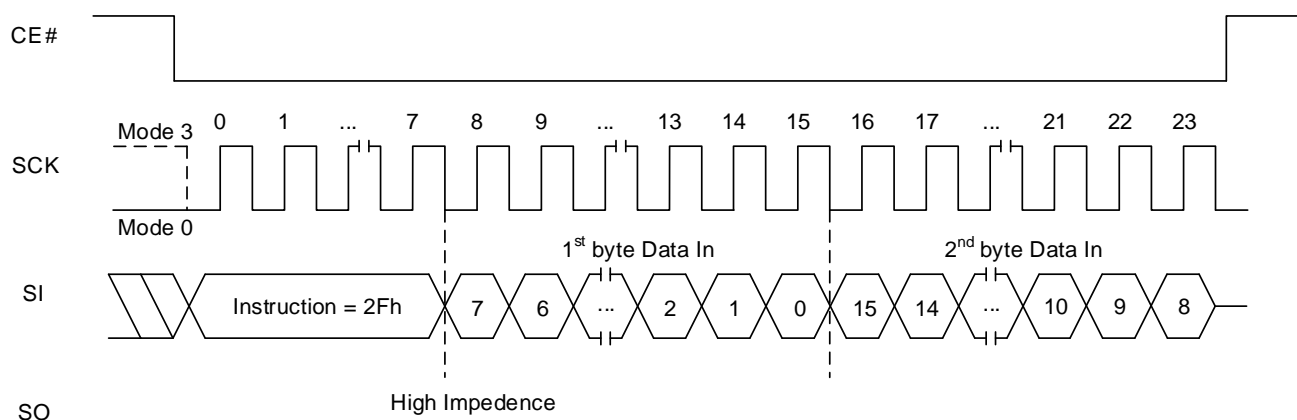 CE#
0 1 ... 7 8 9 ... 13 14 15 16 17 ... 21 22 23
Mode 3
SCK
Mode 0
1st byte Data In 2nd byte Data In
SI Instruction = 2Fh 7 6 ... 2 1 0 15 14 ... 10 9 8
High Impedence
SO